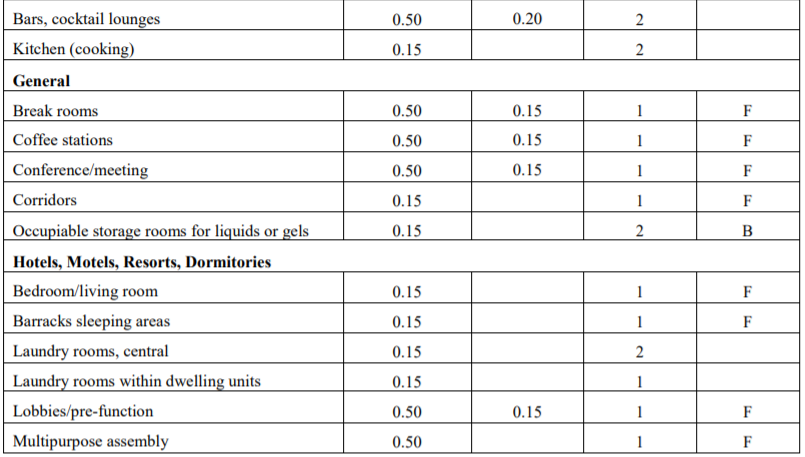 Bars, cocktail lounges 0.50 0.20 2
Kitchen (cooking) 0.15 2
General
Break rooms 0.50 0.15 1 F
Coffee stations 0.50 0.15 1 F
Conference/meeting 0.50 0.15 1 F
Corridors 0.15 1 F
Occupiable storage rooms for liquids or gels 0.15 2 B
Hotels, Motels, Resorts, Dormitories
Bedroom/living room 0.15 1 F
Barracks sleeping areas 0.15 1 F
Laundry rooms, central 0.15 2
Laundry rooms within dwelling units 0.15 1
Lobbies/pre-function 0.50 0.15 1 F
Multipurpose assembly 0.50 1 F